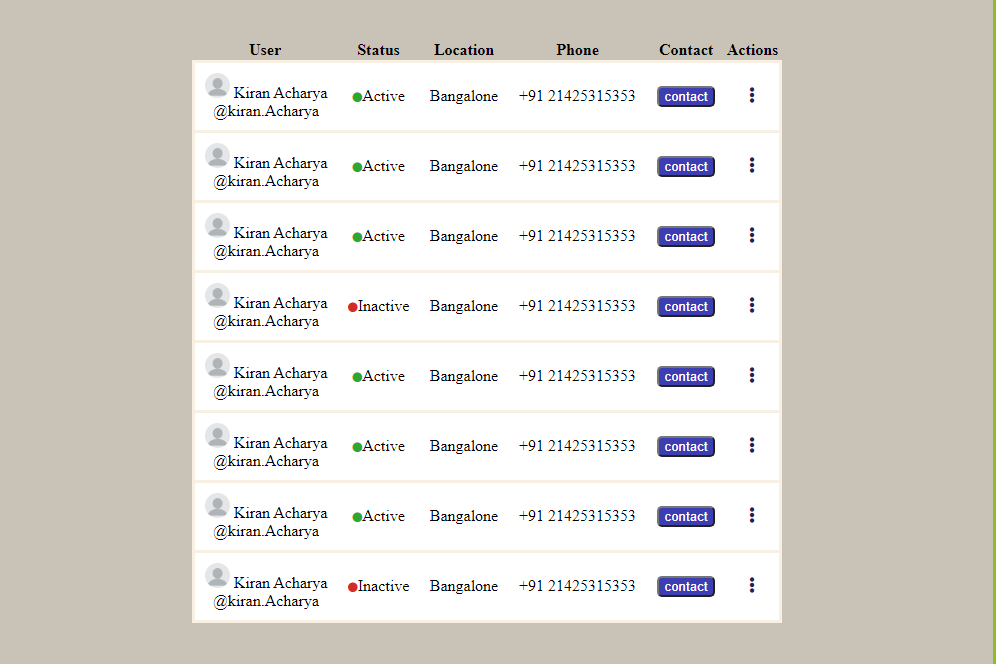 User Status Location Phone Contact Actions
Kiran Acharya
@kiran.Acharya Active Bangalone +91 21425315353 contact
Kiran Acharya
@kiran.Acharya Active Bangalone +91 21425315353 contact
Kiran Acharya
@kiran.Acharya Active Bangalone +91 21425315353 contact
Kiran Acharya
@kiran.Acharya Inactive Bangalone +91 21425315353 contact
Kiran Acharya
@kiran.Acharya Active Bangalone +91 21425315353 contact
Kiran Acharya
@kiran.Acharya Active Bangalone +91 21425315353 contact
Kiran Acharya
@kiran.Acharya Active Bangalone +91 21425315353 contact
Kiran Acharya
@kiran.Acharya Inactive Bangalone +91 21425315353 contact